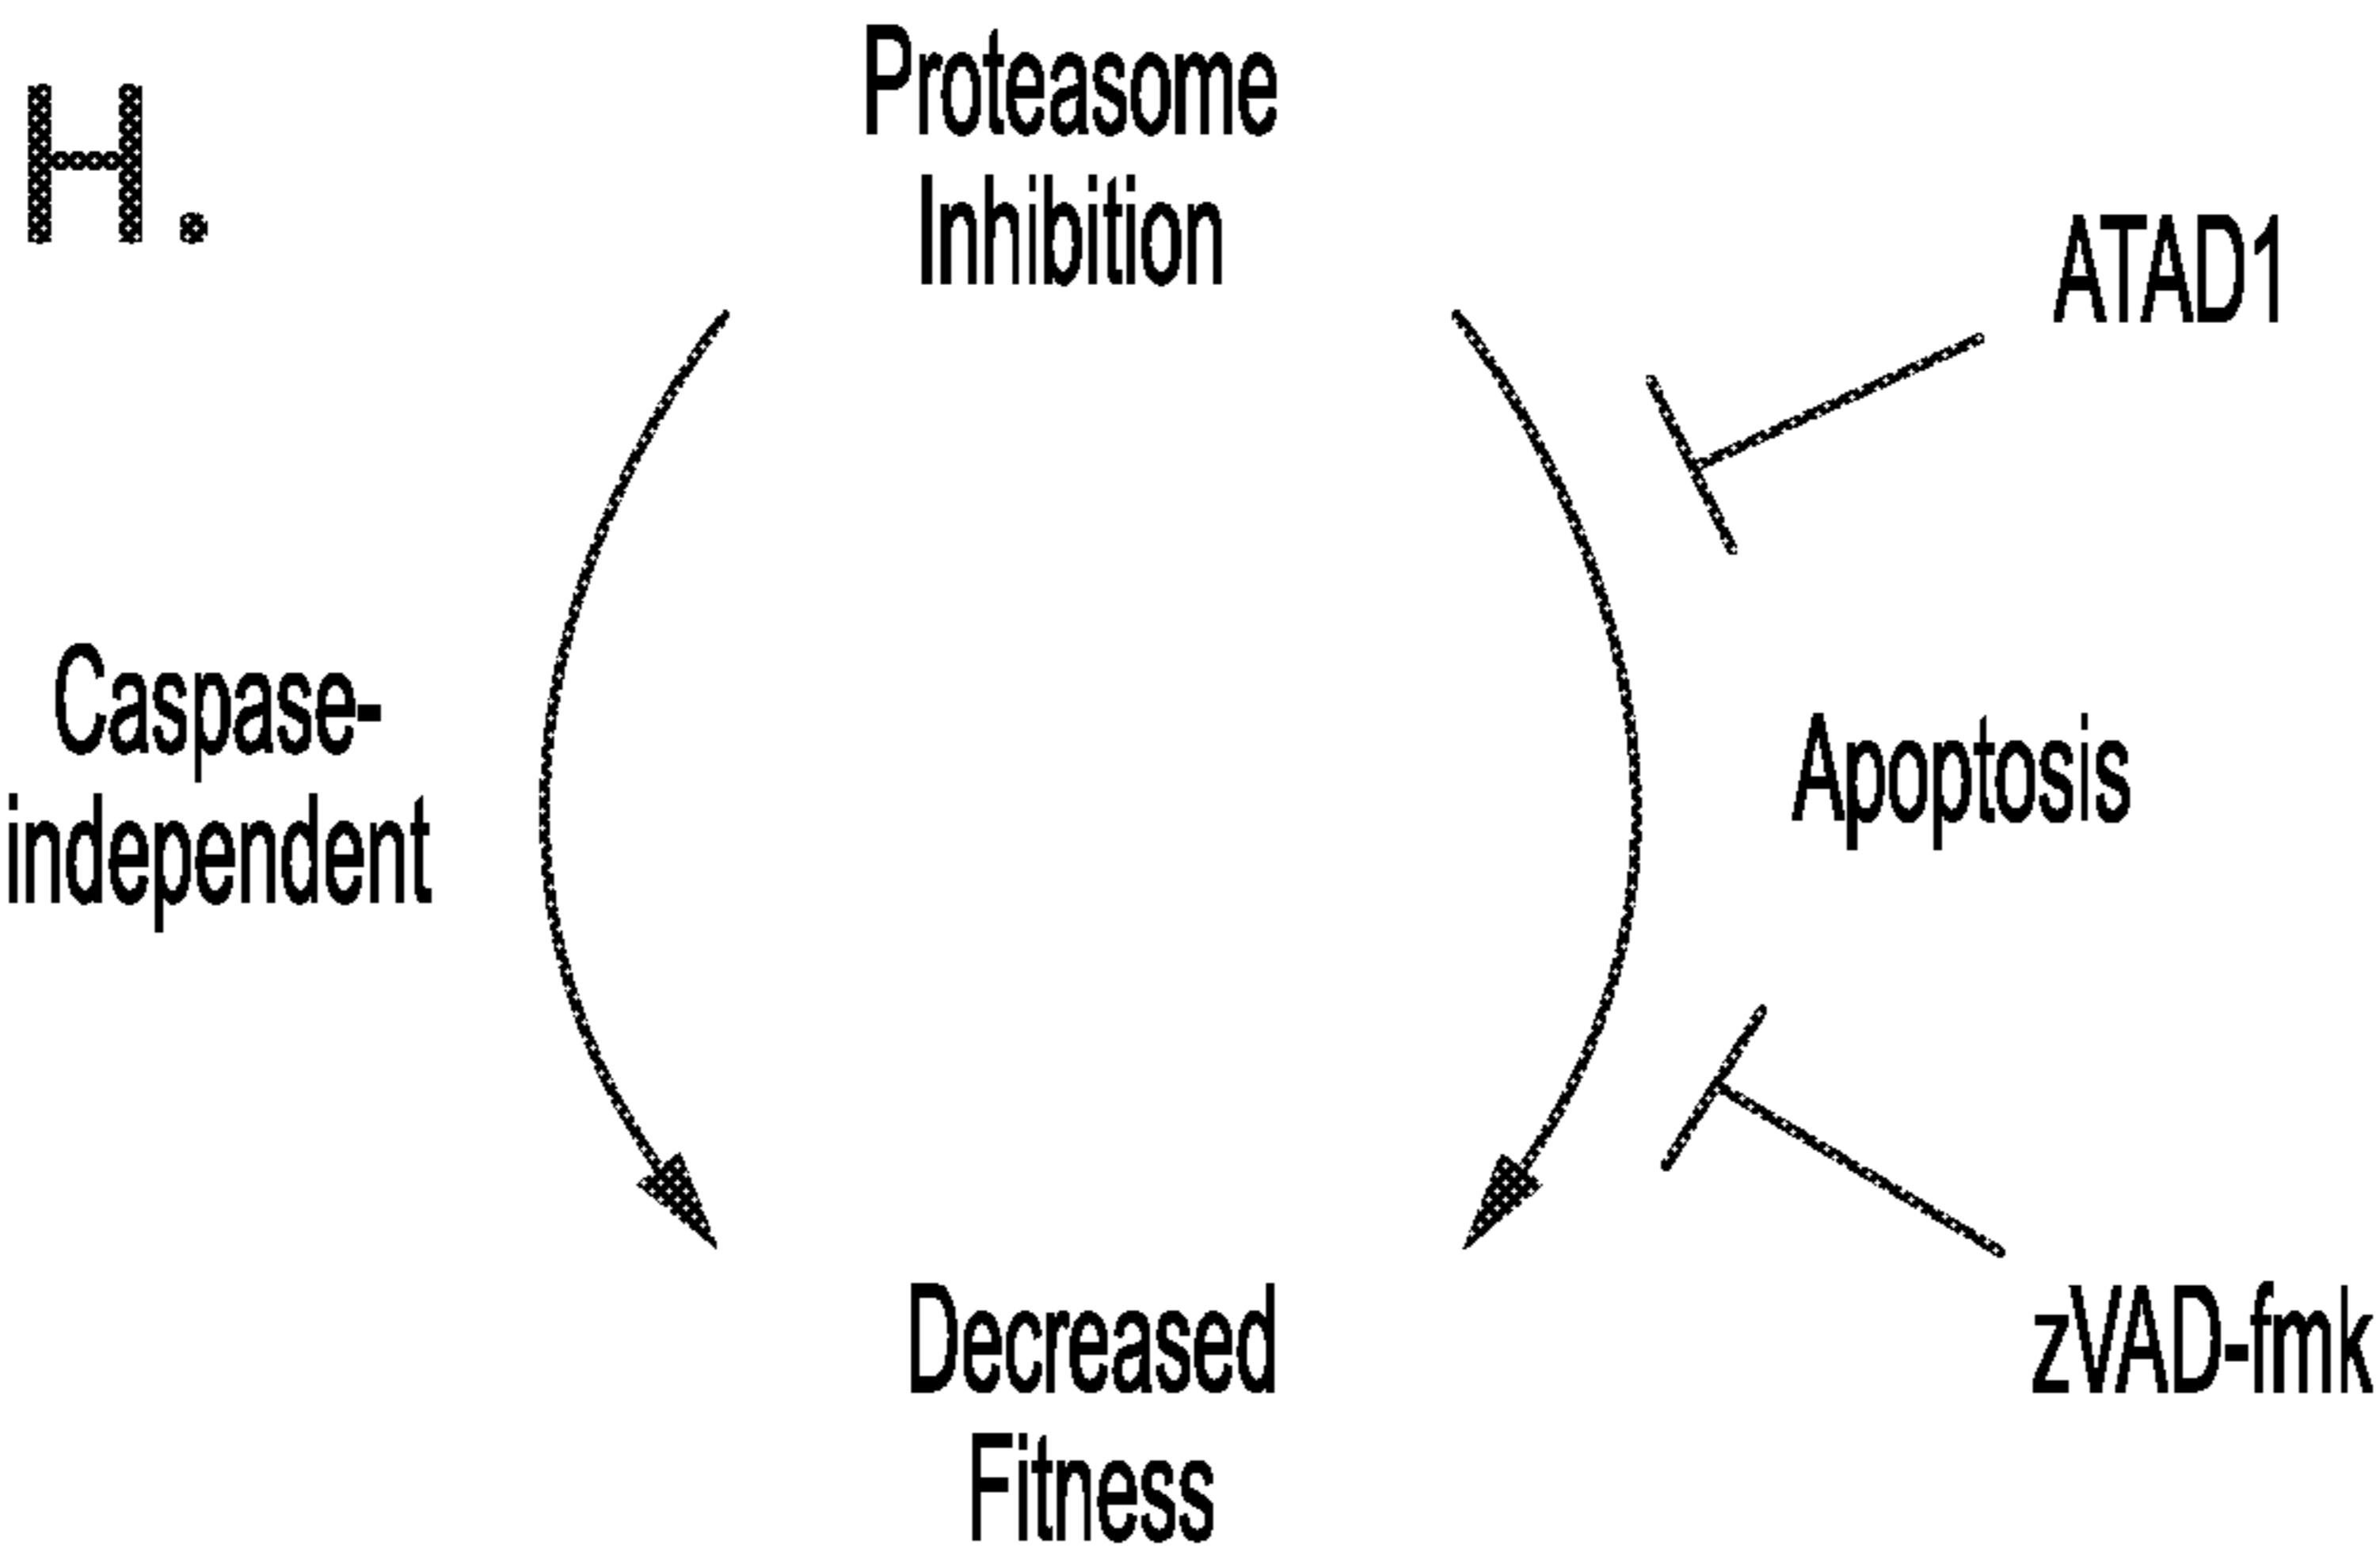 H.
Proteasome
Inhibition
ATAD1
Caspase-
independent
Apoptosis
Decreased
Fitness
zVAD-fmk